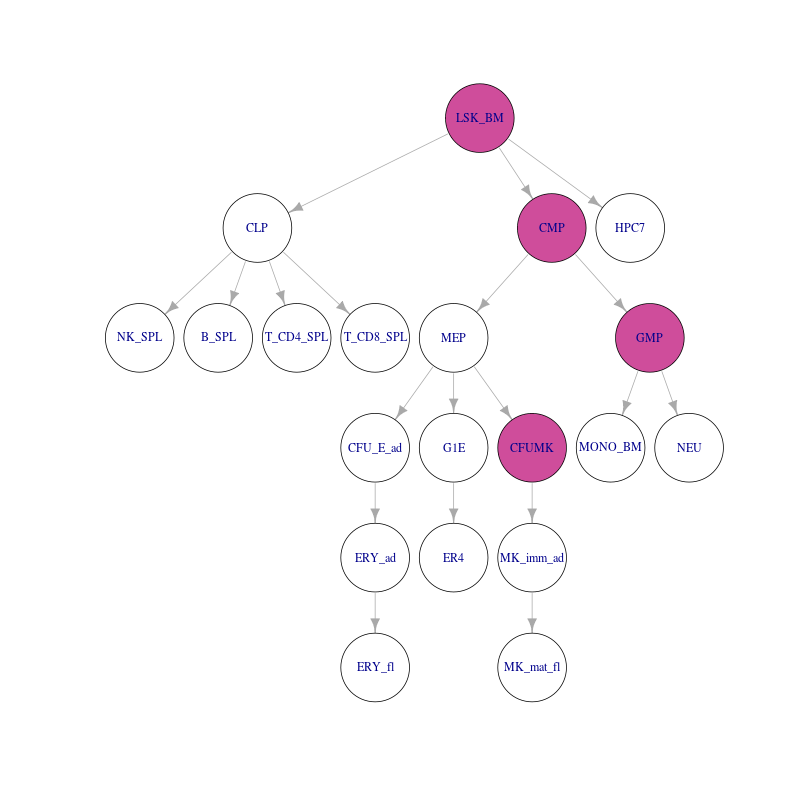 LSK_BM
CLP
CMP
HPC7
NK_SPL
B_SPL
T_CD4_SPL
T_CD8_SPL
MEP
GMP
CFU_E_ad
G1E
CFUMK
MONO_BM
NEU
ERY_ad
ER4
MK_imm_ad
ERY_fl
MK_mat_fl